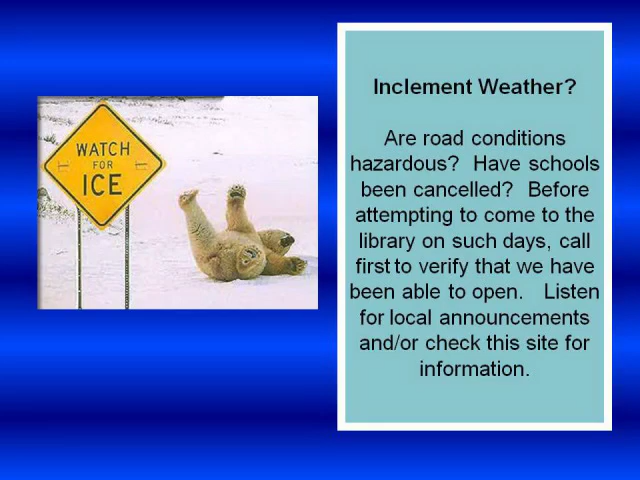 WATCH
FOR
ICE
Inclement Weather?
Are road conditions
hazardous?  Have schools
been cancelled?  Before
attempting to come to the
library on such days, call
first to verify that we have
been able to open.   Listen
for local announcements
and/or check this site for
information.